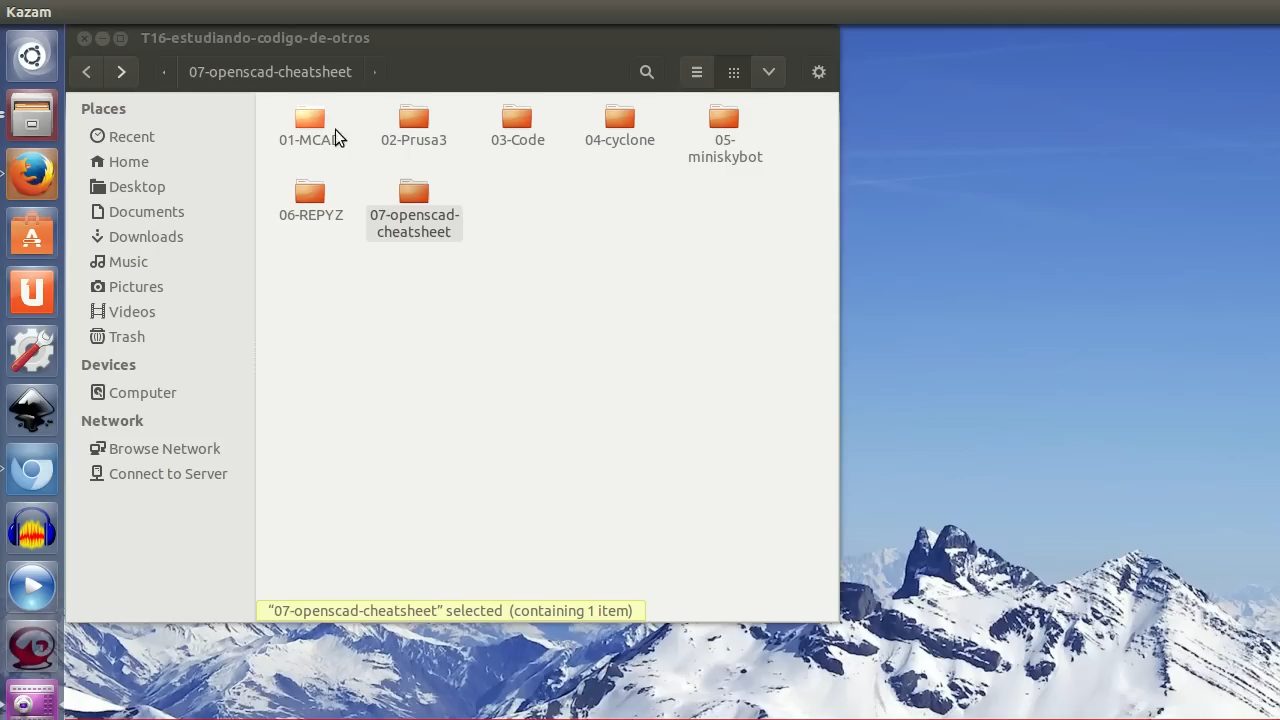 Kazam
T16-estudiando-codigo-de-otros
07-openscad-cheatsheet
Places
Recent
Home
Desktop
Documents
Downloads
Music
Pictures
Videos
Trash
Devices
Computer
Network
Browse Network
Connect to Server
01-MCAD
02-Prusa3
03-Code
04-cyclone
05-
miniskybot
06-REPYZ
07-openscad-
cheatsheet
“07-openscad-cheatsheet” selected (containing 1 item)